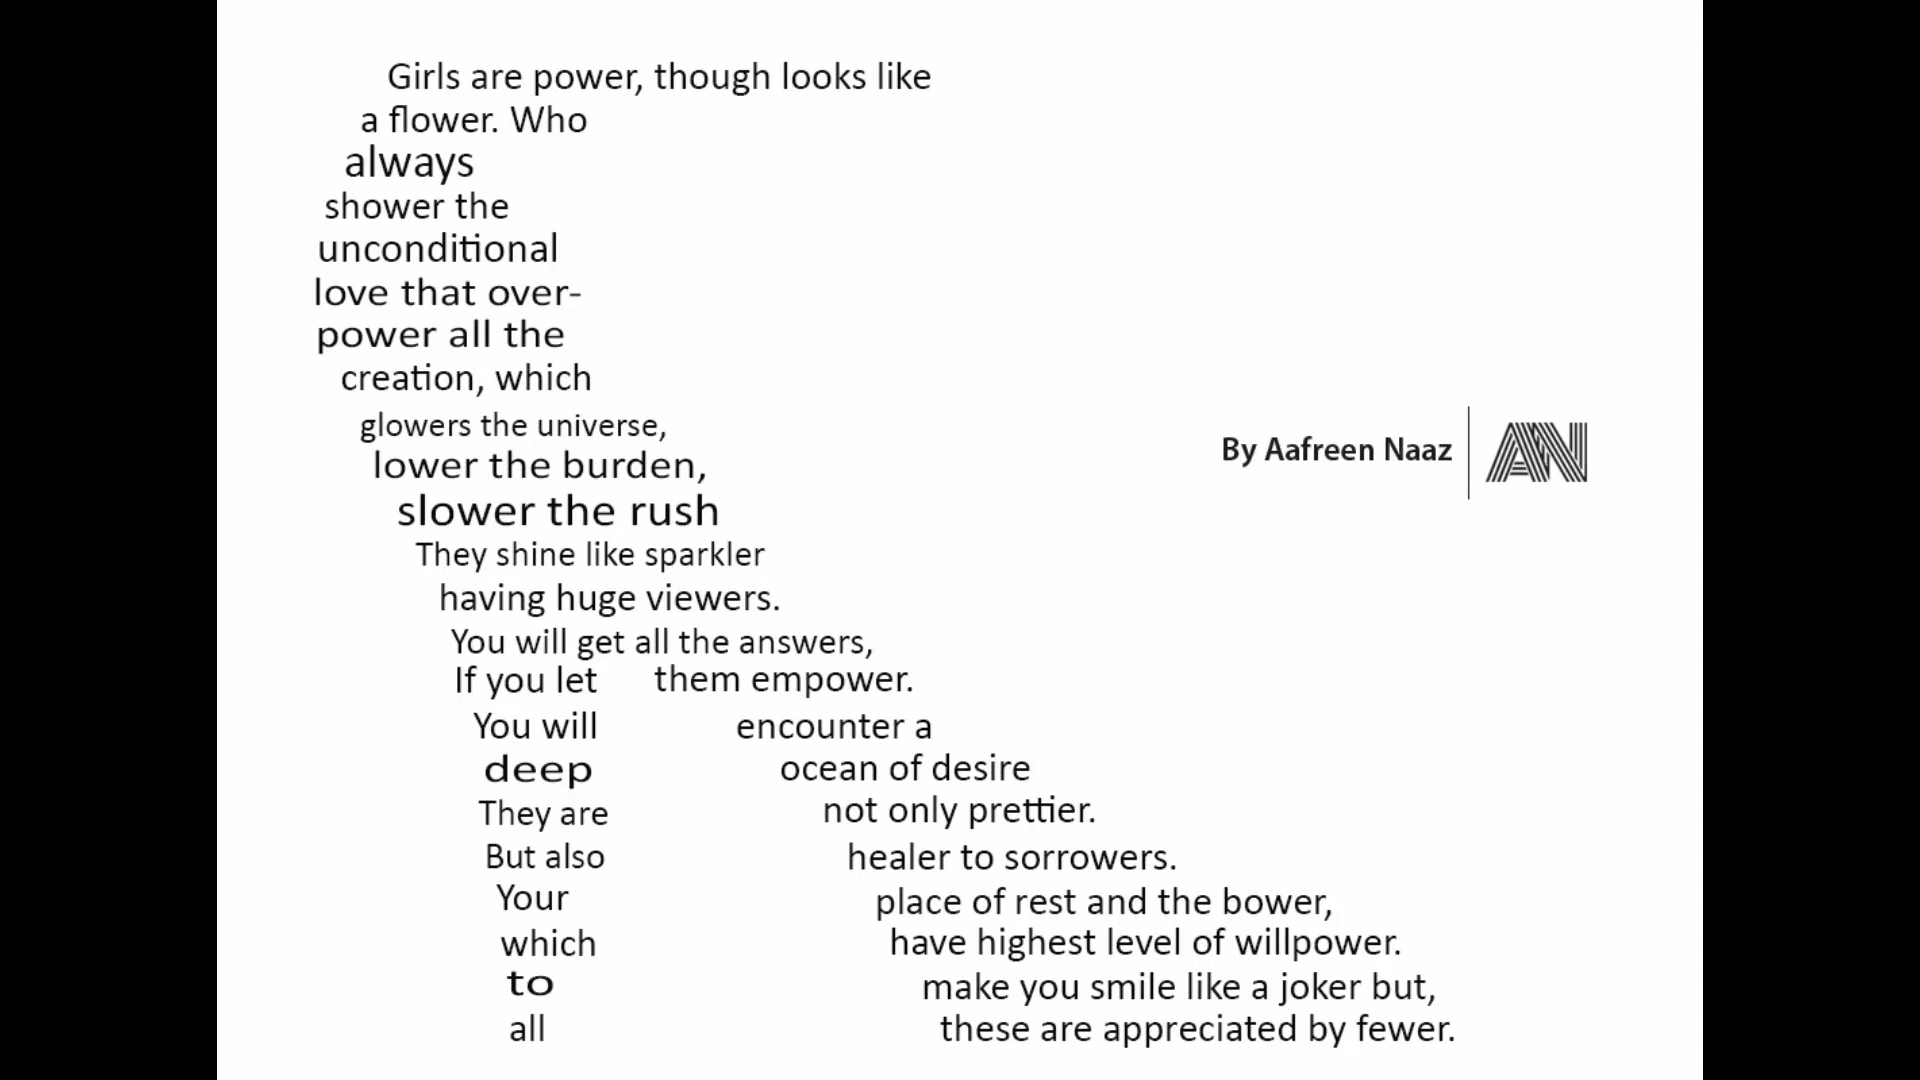 Girls are power, though looks like
a flower. Who
always
shower the
unconditional
love that over-
power all the
creation, which
glowers the universe,
lower the burden,
slower the rush
They shine like sparkler
having huge viewers.
You will get all the answers,
If you let them empower.
You will encounter a
deep ocean of desire
They are not only prettier.
But also healer to sorrowers.
Your place of rest and the bower,
which have highest level of willpower.
to make you smile like a joker but,
all these are appreciated by fewer.
By Aafreen Naaz
AN